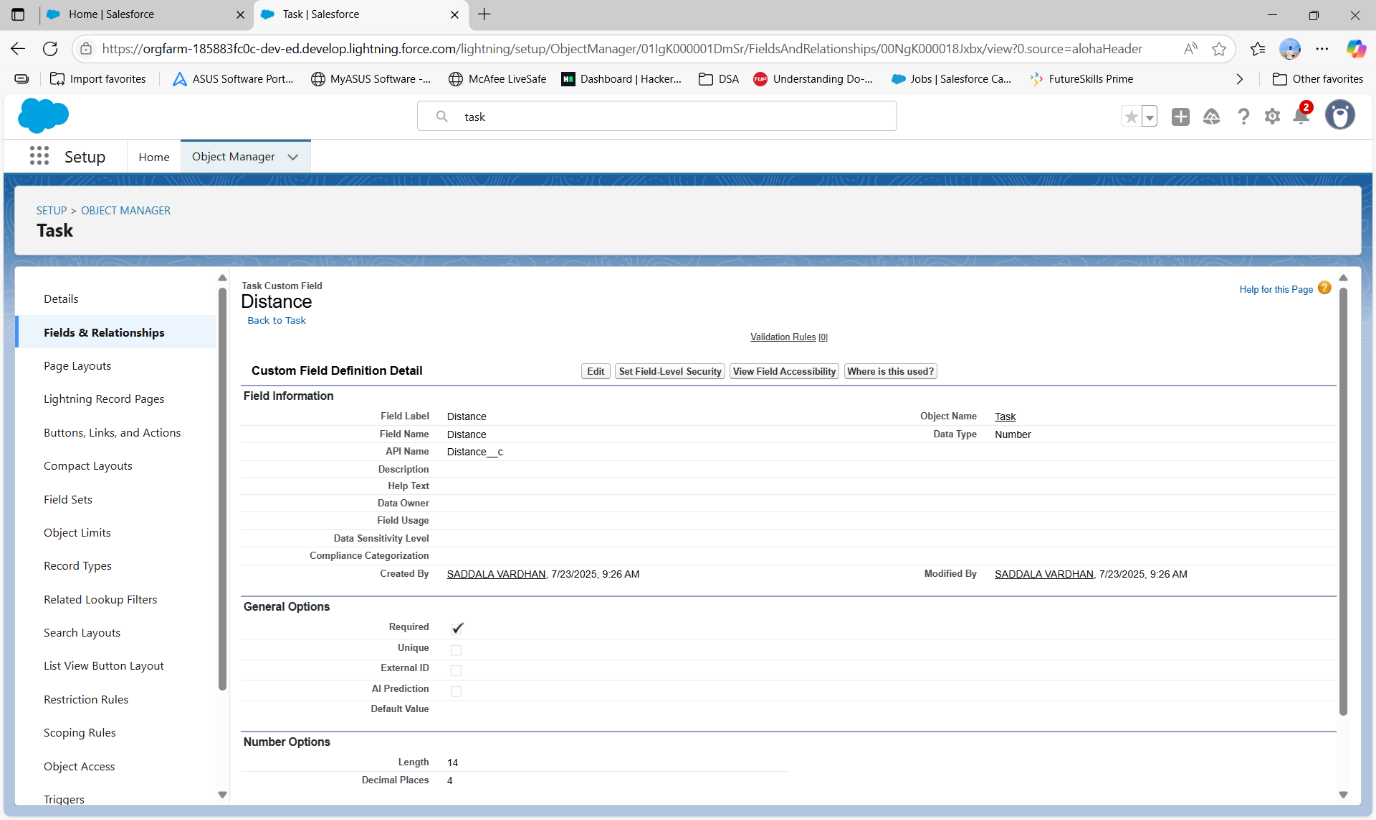 Home | Salesforce
Task | Salesforce
https://orgfarm-185883fc0c-dev-ed.develop.lightning.force.com/lightning/setup/ObjectManager/01IgK000001DmSr/FieldsAndRelationships/00NgK000018Jxbx/view?0.source=alohaHeader
Import favorites
ASUS Software Port...
MyASUS Software -...
McAfee LiveSafe
Dashboard | Hacker...
DSA
Understanding Do-...
Jobs | Salesforce Ca...
FutureSkills Prime
Other favorites
task
2
Setup
Home
Object Manager
SETUP > OBJECT MANAGER
Task
Details
Fields & Relationships
Page Layouts
Lightning Record Pages
Buttons, Links, and Actions
Compact Layouts
Field Sets
Object Limits
Record Types
Related Lookup Filters
Search Layouts
List View Button Layout
Restriction Rules
Scoping Rules
Object Access
Triggers
Task Custom Field
Distance
Back to Task
Help for this Page
Validation Rules [0]
Custom Field Definition Detail
Edit
Set Field-Level Security
View Field Accessibility
Where is this used?
Field Information
Field Label Distance Object Name Task
Field Name Distance Data Type Number
API Name Distance__c
Description
Help Text
Data Owner
Field Usage
Data Sensitivity Level
Compliance Categorization
Created By SADDALA VARDHAN, 7/23/2025, 9:26 AM Modified By SADDALA VARDHAN, 7/23/2025, 9:26 AM
General Options
Required
Unique
External ID
AI Prediction
Default Value
Number Options
Length 14
Decimal Places 4